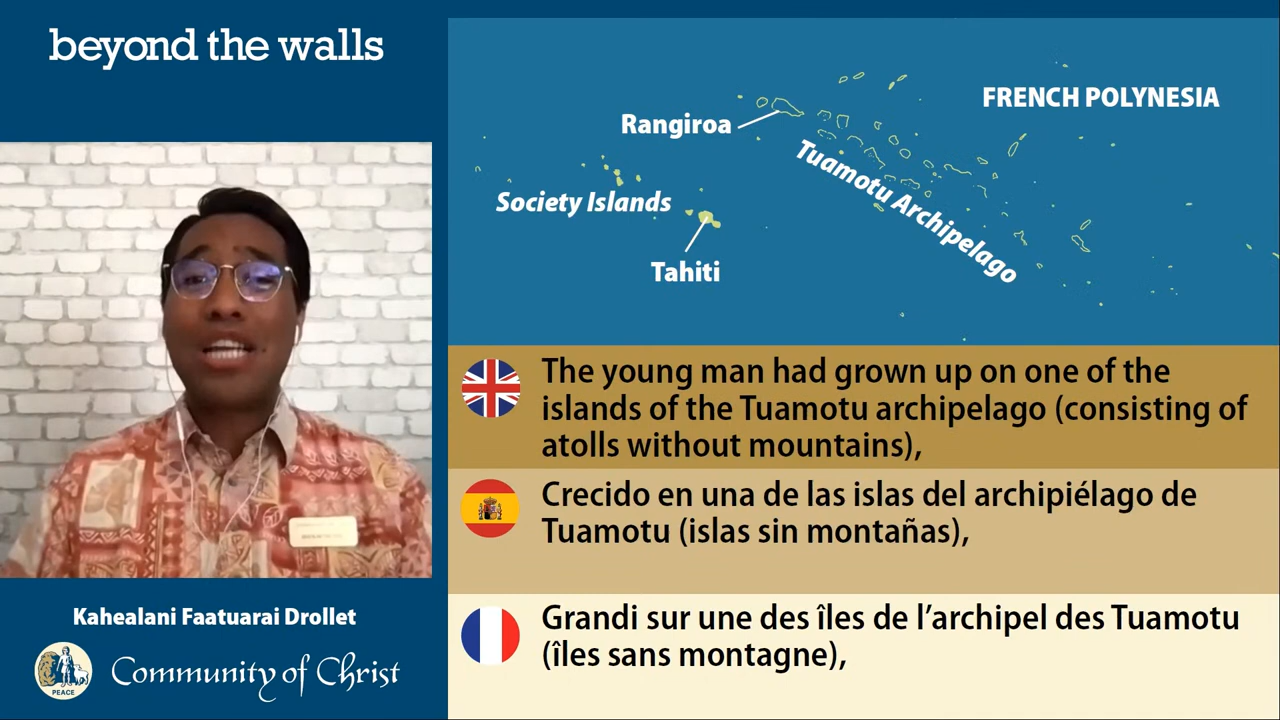 beyond the walls
FRENCH POLYNESIA
Rangiroa
Tuamotu Archipelago
Society Islands
Tahiti
The young man had grown up on one of the
islands of the Tuamotu archipelago (consisting of
atolls without mountains),
Crecido en una de las islas del archipiélago de
Tuamotu (islas sin montañas),
Grandi sur une des îles de l’archipel des Tuamotu
(îles sans montagne),
Kahealani Faatuarai Drollet
PEACE
Community of Christ